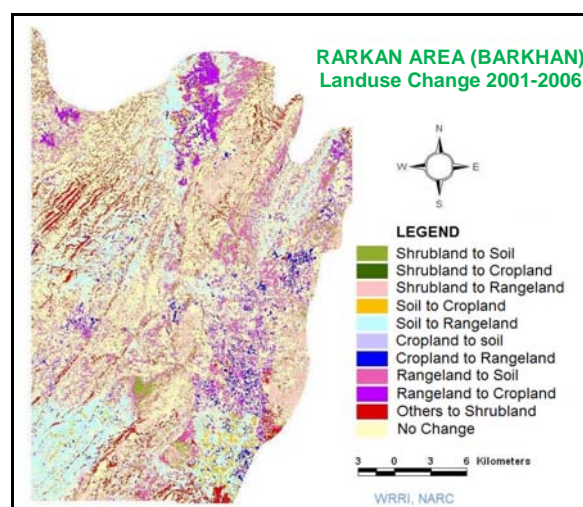 RARKAN AREA (BARKHAN)
Landuse Change 2001-2006
N
W E
S
LEGEND
Shrubland to Soil
Shrubland to Cropland
Shrubland to Rangeland
Soil to Cropland
Soil to Rangeland
Cropland to soil
Cropland to Rangeland
Rangeland to Soil
Rangeland to Cropland
Others to Shrubland
No Change
3 0 3 6 Kilometers
WRRI, NARC